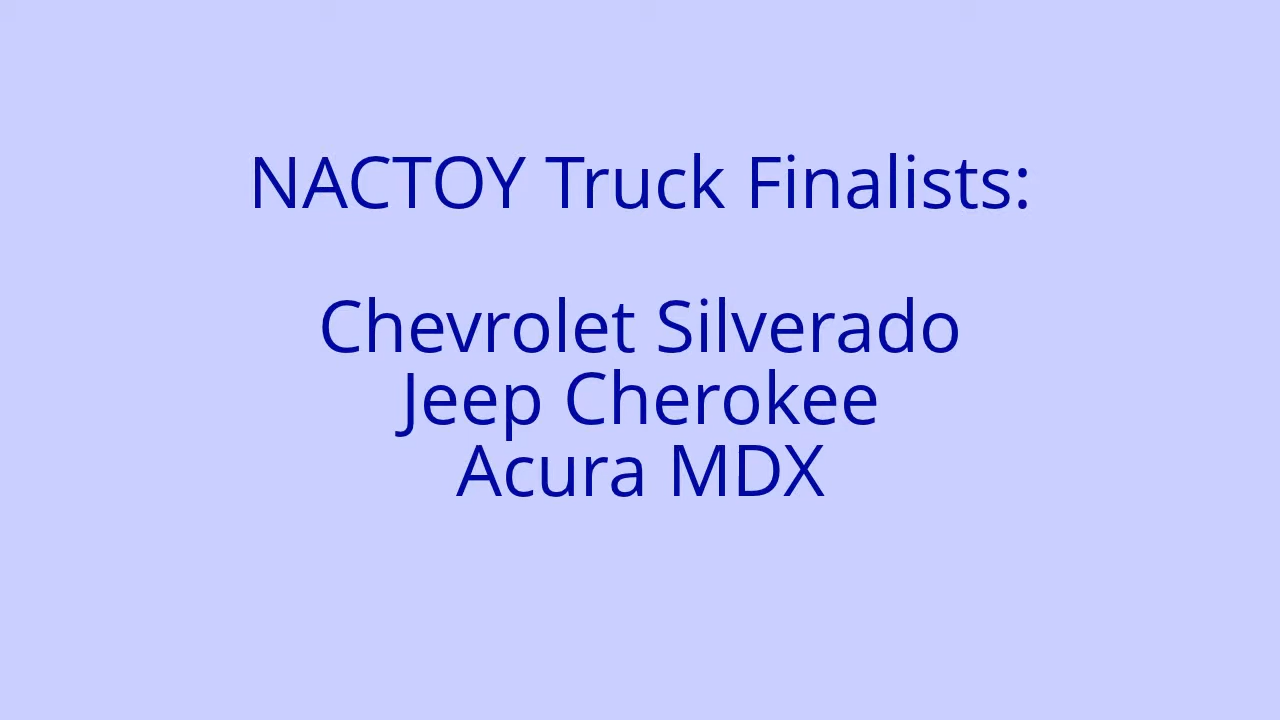 NACTOY Truck Finalists:
Chevrolet Silverado
Jeep Cherokee
Acura MDX